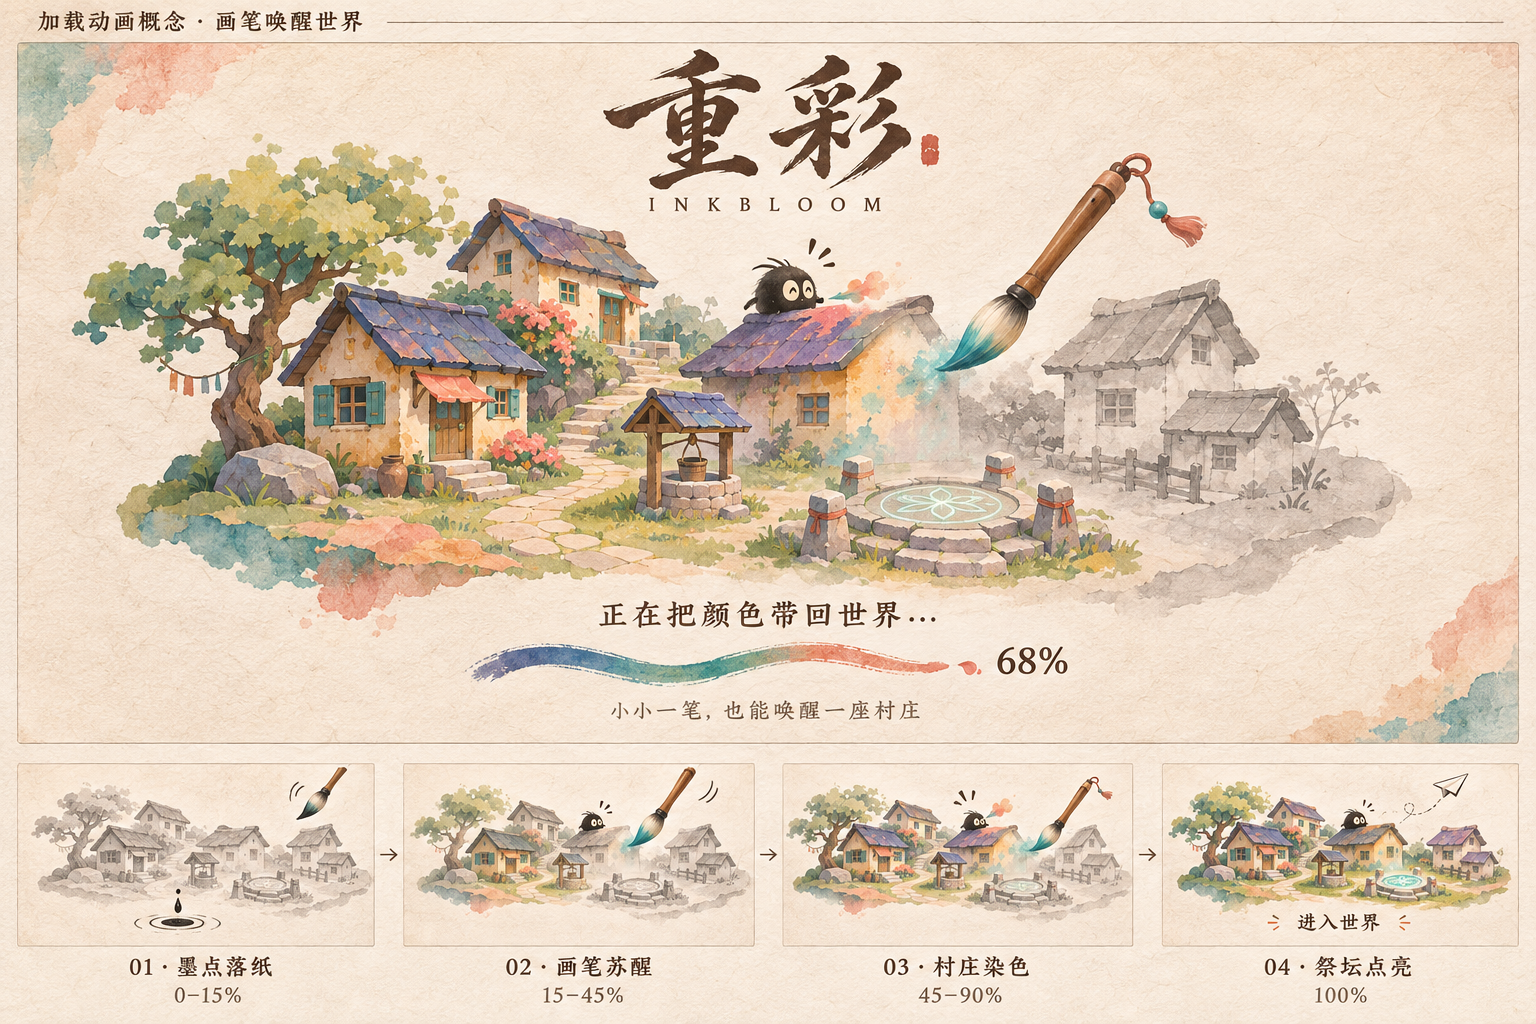 加载动画概念 · 画笔唤醒世界
重彩
INKBLOOM
正在把颜色带回世界...
68%
小小一笔, 也能唤醒一座村庄
进入世界
01 · 墨点落纸
0–15%
02 · 画笔苏醒
15–45%
03 · 村庄染色
45–90%
04 · 祭坛点亮
100%